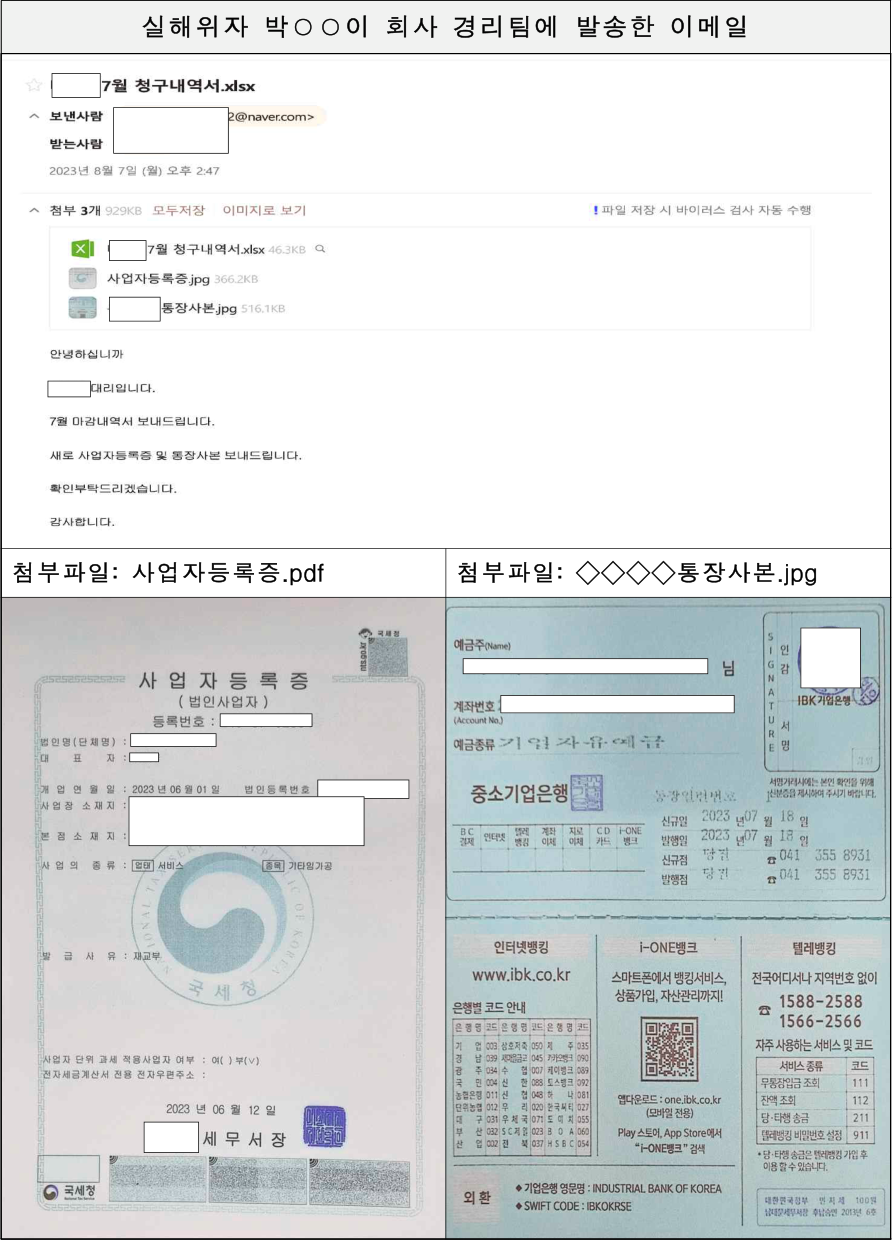 실해위자 박○○이 회사 경리팀에 발송한 이메일
7월 청구내역서.xlsx
보낸사람 2@naver.com>
받는사람
2023년 8월 7일 (월) 오후 2:47
첨부 3개 929KB 모두저장 이미지로 보기 ! 파일 저장 시 바이러스 검사 자동 수행
7월 청구내역서.xlsx 46.3KB
사업자등록증.jpg 366.2KB
통장사본.jpg 516.1KB
안녕하십니까
대리입니다.
7월 마감내역서 보내드립니다.
새로 사업자등록증 및 통장사본 보내드립니다.
확인부탁드리겠습니다.
감사합니다.
첨부파일: 사업자등록증.pdf
국세청
nts.go.kr
사업자등록증
(법인사업자)
등록번호 :
법인명(단체명) :
대 표 자 :
개 업 연 월 일 : 2023 년 06 월 01 일 법인등록번호
사업장 소재지 :
본 점 소 재 지 :
사 업 의 종 류 : 업태 서비스 종목 기타임가공
국세청
발 급 사 유 : 재교부
사업자 단위 과세 적용사업자 여부 : 여( ) 부(∨)
전자세금계산서 전용 전자우편주소 :
2023 년 06 월 12 일
세 무 서 장
국세청
National Tax Service
첨부파일: ◇◇◇◇통장사본.jpg
예금주(Name) 님
계좌번호
(Account No.)
예금종류 기업자유예금
SIGNATURE
인감
서명
IBK기업은행
중소기업은행
서명거래시에는 본인 확인을 위해
신분증을 제시하여 주시기 바랍니다.
통장일련번호
신규일 2023 년 07 월 18 일
발행일 2023 년 07 월 18 일
신규점 당점 ☎ 041 355 8931
발행점 당점 ☎ 041 355 8931
BC결제 인터넷 텔레뱅킹 계좌이체 지로이체 CD카드 i-ONE뱅크
인터넷뱅킹
www.ibk.co.kr
은행별 코드 안내
은행명 코드 은행명 코드 은행명 코드
기 업 003 상호저축 050 제 주 035
경 남 039 새마을금고 045 카카오뱅크 090
광 주 034 수 협 007 케이뱅크 089
국 민 004 신 한 088 토스뱅크 092
농협은행 011 신 협 048 하 나 081
단위농협 012 우 리 020 한국씨티 027
대 구 031 우체국 071 도이치 055
부 산 032 SC제일 023 BOA 060
산 업 002 전 북 037 HSBC 054
i-ONE뱅크
스마트폰에서 뱅킹서비스,
상품가입, 자산관리까지!
앱다운로드 : one.ibk.co.kr
(모바일 전용)
Play 스토어, App Store에서
“i-ONE뱅크” 검색
텔레뱅킹
전국어디서나 지역번호 없이
☎ 1588-2588
1566-2566
자주 사용하는 서비스 및 코드
서비스 종류 코드
무통장입금 조회 111
잔액 조회 112
당·타행 송금 211
텔레뱅킹 비밀번호 설정 911
* 당·타행 송금은 텔레뱅킹 가입 후
이용 할 수 있습니다.
외환
◆ 기업은행 영문명 : INDUSTRIAL BANK OF KOREA
◆ SWIFT CODE : IBKOKRSE
대한민국정부 인지세 100원
남대문세무서장 후납승인 2013년 6호